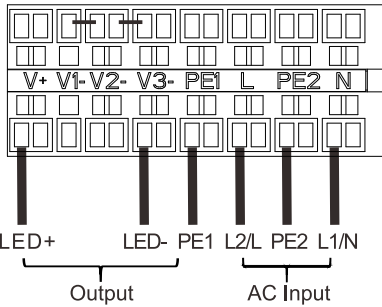 V+ V1- V2- V3- PE1 L PE2 N
LED+ LED- PE1 L2/L PE2 L1/N
Output AC Input